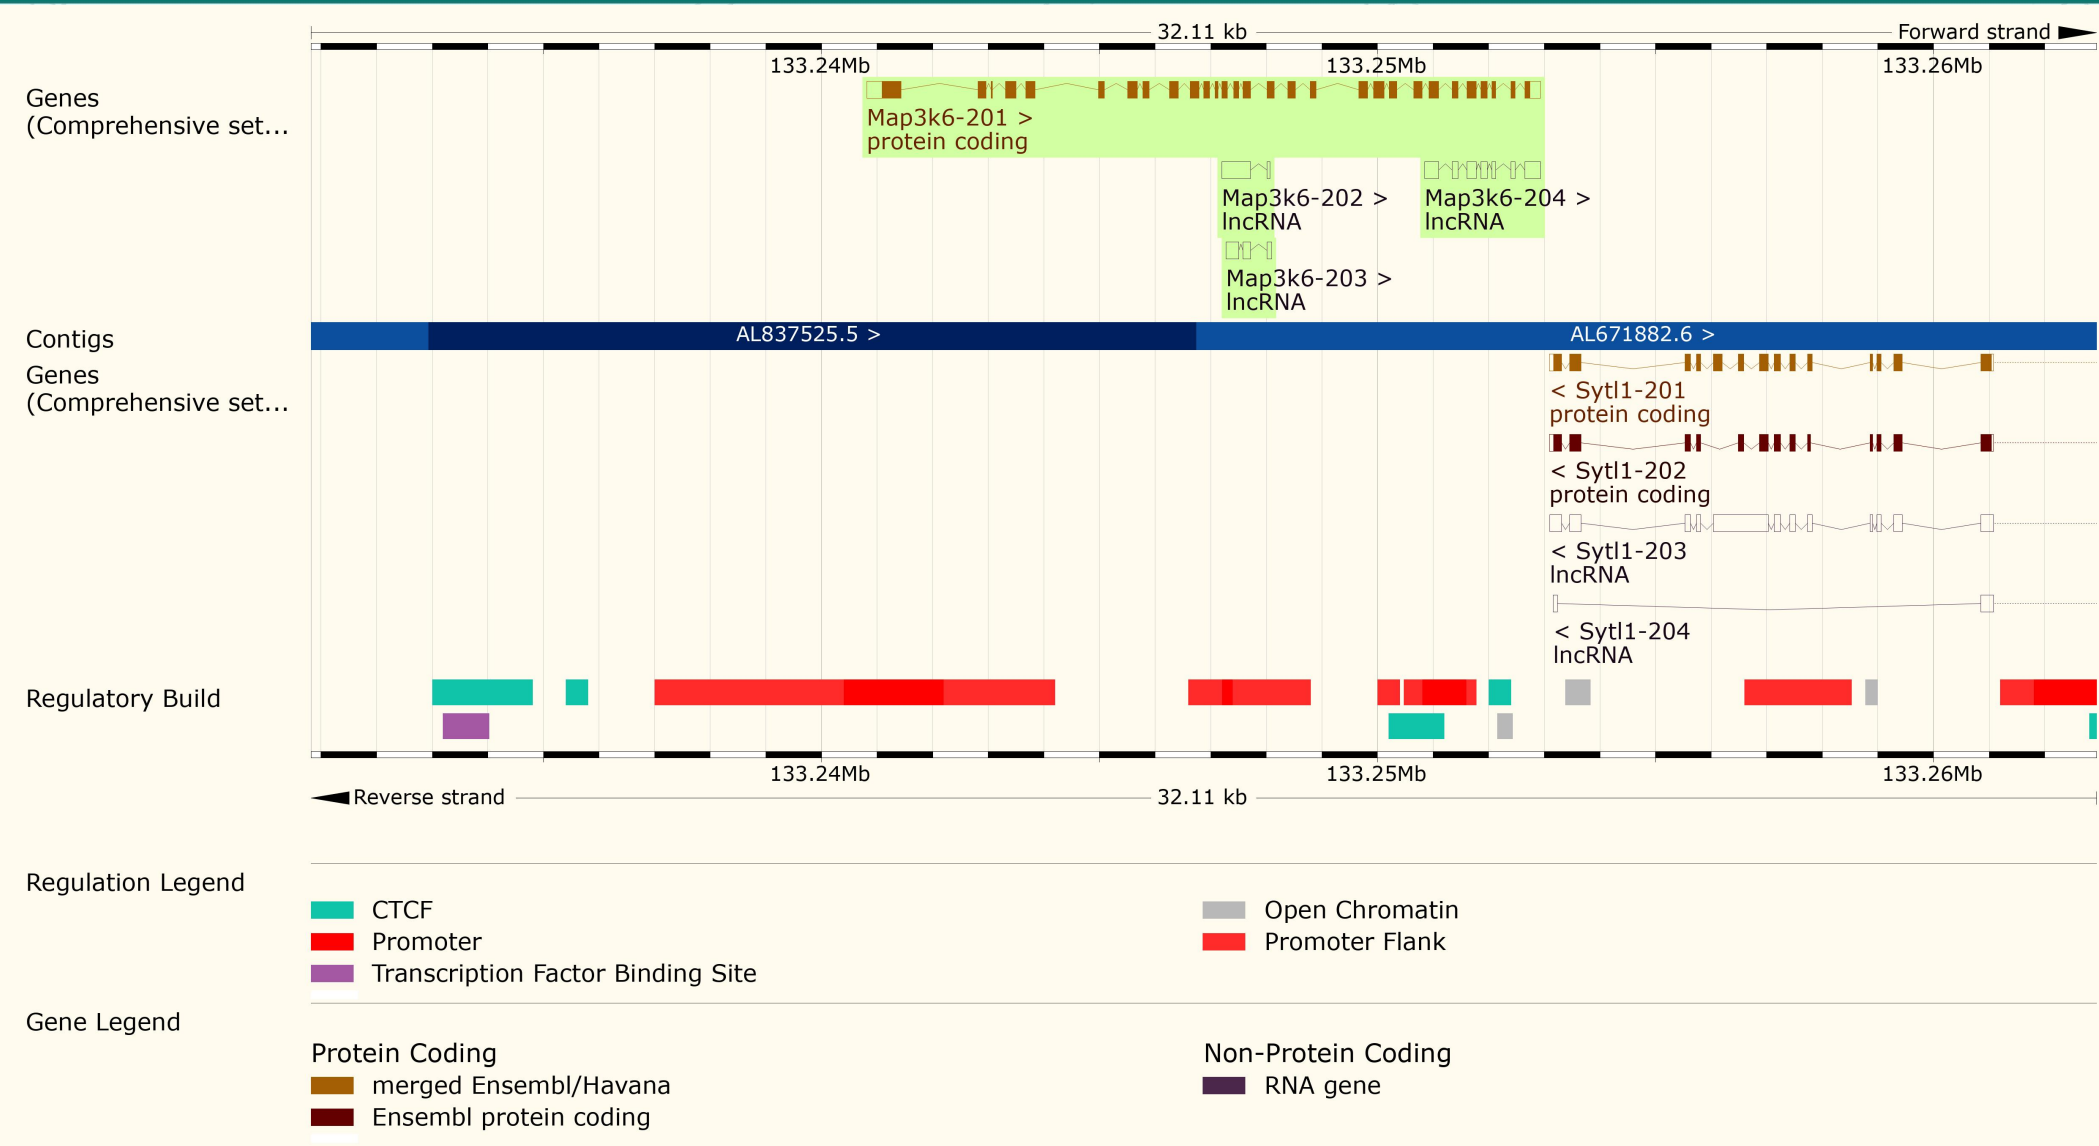 32.11 kb
Forward strand
133.24Mb
133.25Mb
133.26Mb
Genes
(Comprehensive set...
Map3k6-201 >
protein coding
Map3k6-202 >
lncRNA
Map3k6-204 >
lncRNA
Map3k6-203 >
lncRNA
Contigs
AL837525.5 >
AL671882.6 >
Genes
(Comprehensive set...
< Sytl1-201
protein coding
< Sytl1-202
protein coding
< Sytl1-203
lncRNA
< Sytl1-204
lncRNA
Regulatory Build
133.24Mb
133.25Mb
133.26Mb
Reverse strand
32.11 kb
Regulation Legend
CTCF
Open Chromatin
Promoter
Promoter Flank
Transcription Factor Binding Site
Gene Legend
Protein Coding
Non-Protein Coding
merged Ensembl/Havana
RNA gene
Ensembl protein coding